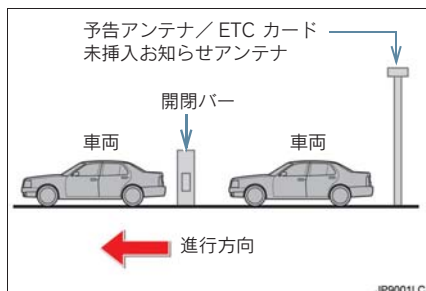 予告アンテナ／ETC カード
未挿入お知らせアンテナ
開閉バー
車両
車両
進行方向
JP9001LC